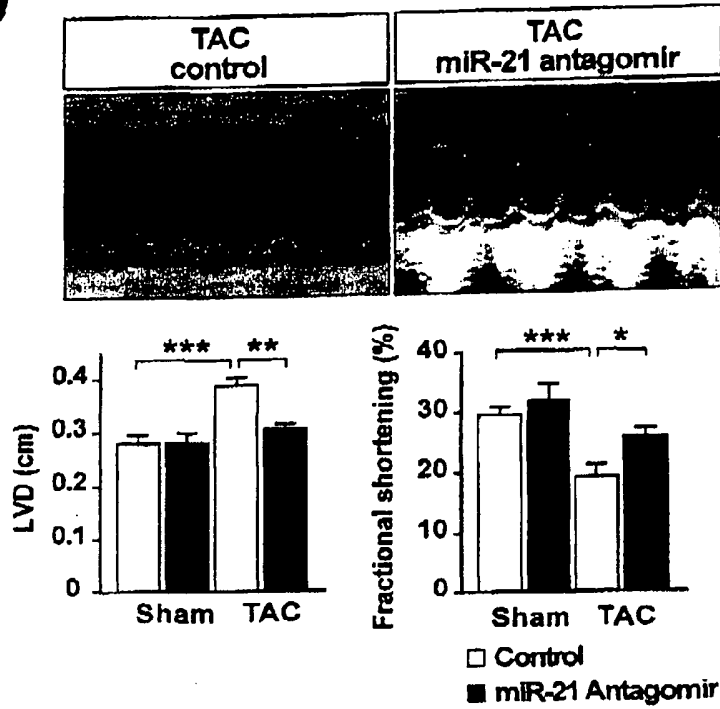 TAC
control
TAC
miR-21 antagomir
LVD (cm)
0.4
0.3
0.2
0.1
0
*** **
Sham TAC
Fractional shortening (%)
40
30
20
10
0
*** *
Sham TAC
Control
miR-21 Antagomir